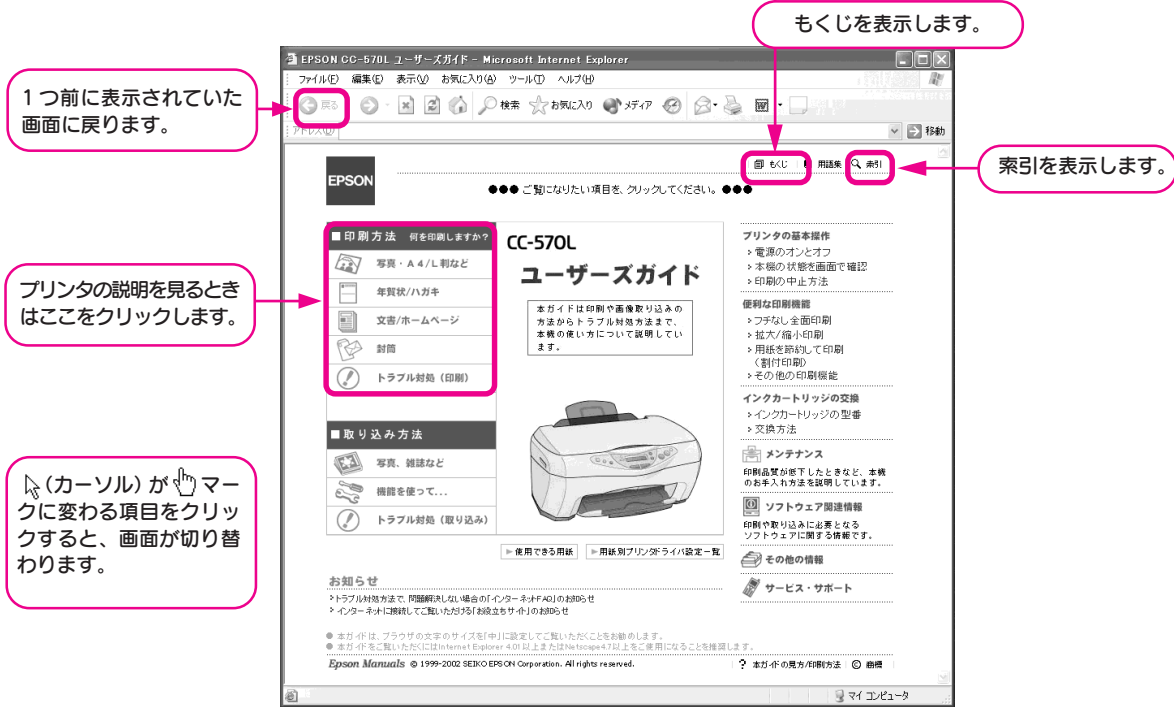 もくじを表示します。
EPSON CC-570L ユーザーズガイド - Microsoft Internet Explorer
ファイル(F) 編集(E) 表示(V) お気に入り(A) ツール(T) ヘルプ(H)
1つ前に表示されていた
画面に戻ります。
戻る 検索 お気に入り メディア
アドレス(D) 移動
もくじ 用語集 索引
索引を表示します。
EPSON
●●● ご覧になりたい項目を、クリックしてください。 ●●●
■印刷方法 何を印刷しますか?
写真・A4/L判など
年賀状/ハガキ
文書/ホームページ
封筒
トラブル対処(印刷)
プリンタの説明を見るとき
はここをクリックします。
CC-570L
ユーザーズガイド
本ガイドは印刷や画像取り込みの
方法からトラブル対処方法まで、
本機の使い方について説明してい
ます。
プリンタの基本操作
>電源のオンとオフ
>本機の状態を画面で確認
>印刷の中止方法
便利な印刷機能
>フチなし全面印刷
>拡大/縮小印刷
>用紙を節約して印刷
(割付印刷)
>その他の印刷機能
インクカートリッジの交換
>インクカートリッジの型番
>交換方法
メンテナンス
印刷品質が低下したときなど、本機
のお手入れ方法を説明しています。
ソフトウェア関連情報
印刷や取り込みに必要となる
ソフトウェアに関する情報です。
その他の情報
サービス・サポート
■取り込み方法
写真、雑誌など
機能を使って...
トラブル対処(取り込み)
(カーソル)が マー
クに変わる項目をクリッ
クすると、画面が切り替
わります。
▶使用できる用紙 ▶用紙別プリンタドライバ設定一覧
お知らせ
>トラブル対処方法で、問題解決しない場合の「インターネットFAQ」のお知らせ
>インターネットに接続してご覧いただける「お役立ちサイト」のお知らせ
● 本ガイドは、ブラウザの文字のサイズを「中」に設定してご覧いただくことをお勧めします。
● 本ガイドをご覧いただくにはInternet Explorer 4.01以上またはNetscape4.7以上をご使用になることを推奨します。
Epson Manuals © 1999-2002 SEIKO EPSON Corporation. All rights reserved.
? 本ガイドの見方/印刷方法 © 商標
マイ コンピュータ